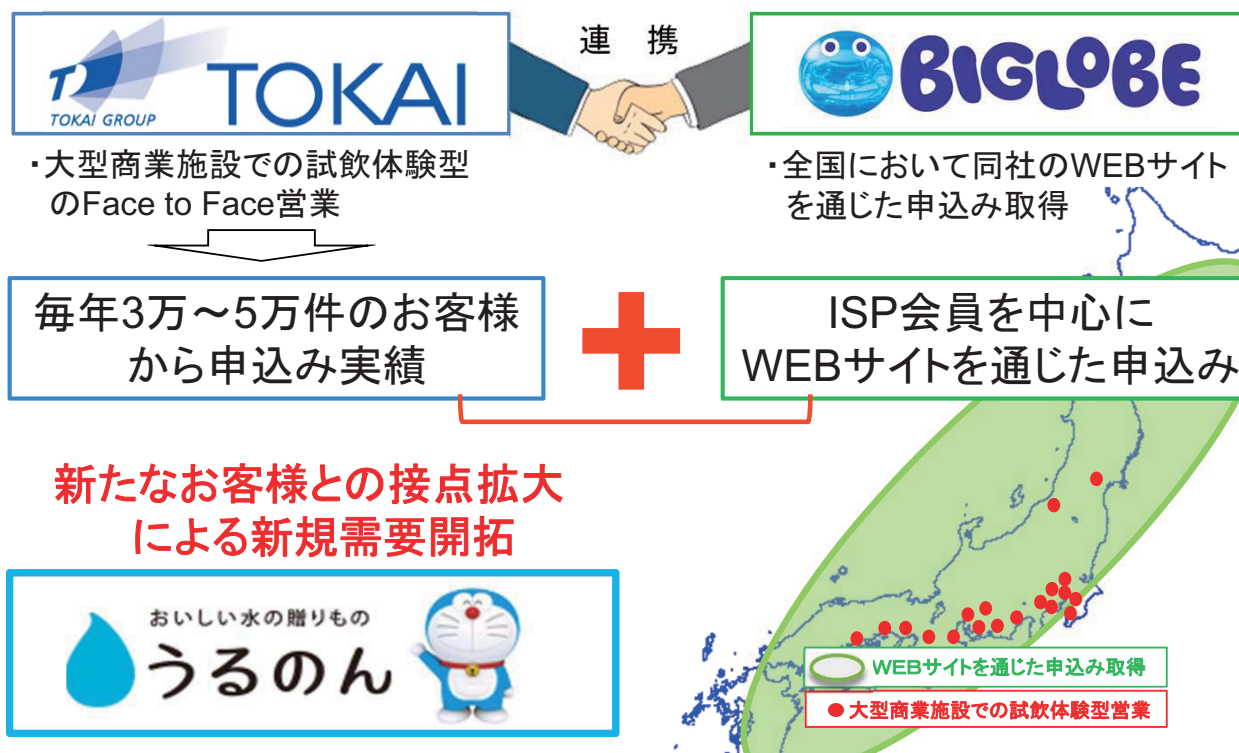 TOKAI GROUP
TOKAI
連 携
BIGLOBE
・大型商業施設での試飲体験型
のFace to Face営業
・全国において同社のWEBサイト
を通じた申込み取得
毎年3万～5万件のお客様
から申込み実績
ISP会員を中心に
WEBサイトを通じた申込み
新たなお客様との接点拡大
による新規需要開拓
おいしい水の贈りもの
うるのん
WEBサイトを通じた申込み取得
●大型商業施設での試飲体験型営業